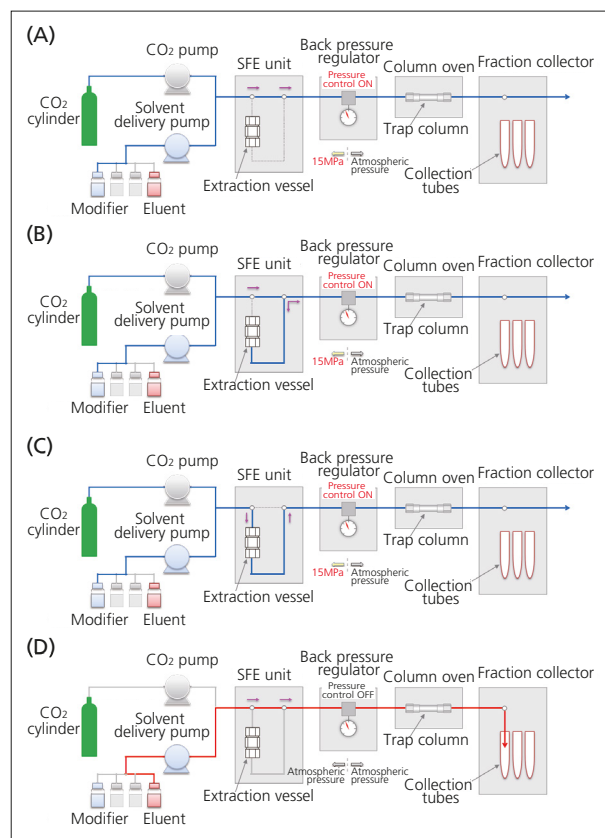 (A)
CO₂ pump
SFE unit
Back pressure
regulator
Column oven
Fraction collector
Pressure
control ON
CO₂
cylinder
Solvent
delivery pump
Trap column
15MPa
Atmospheric
pressure
Extraction vessel
Collection
tubes
Modifier
Eluent
(B)
CO₂ pump
SFE unit
Back pressure
regulator
Column oven
Fraction collector
Pressure
control ON
CO₂
cylinder
Solvent
delivery pump
Trap column
15MPa
Atmospheric
pressure
Extraction vessel
Collection
tubes
Modifier
Eluent
(C)
CO₂ pump
SFE unit
Back pressure
regulator
Column oven
Fraction collector
Pressure
control ON
CO₂
cylinder
Solvent
delivery pump
Trap column
15MPa
Atmospheric
pressure
Extraction vessel
Collection
tubes
Modifier
Eluent
(D)
CO₂ pump
SFE unit
Back pressure
regulator
Column oven
Fraction collector
Pressure
control OFF
CO₂
cylinder
Solvent
delivery pump
Trap column
Atmospheric
pressure
Atmospheric
pressure
Extraction vessel
Collection
tubes
Modifier
Eluent